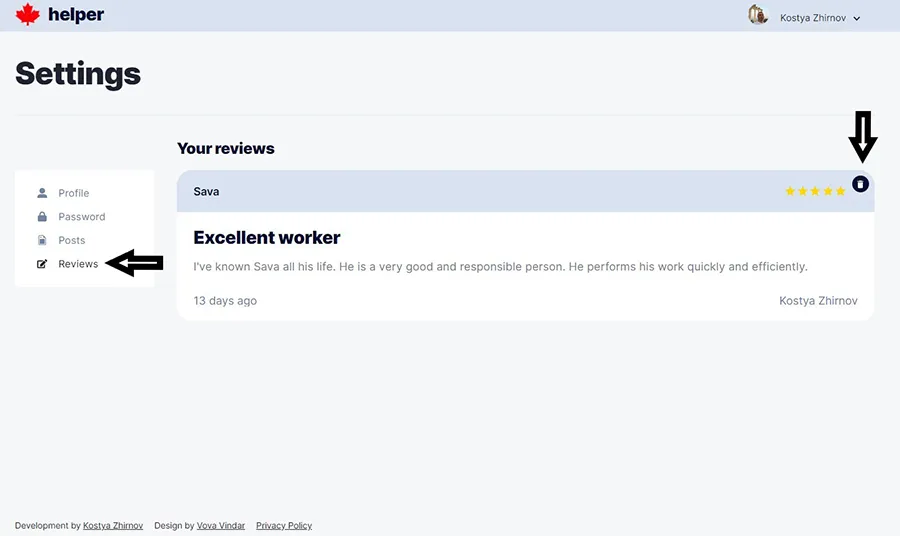 helper
Kostya Zhirnov
Settings
Your reviews
Profile
Password
Posts
Reviews
Sava
Excellent worker
I've known Sava all his life. He is a very good and responsible person. He performs his work quickly and efficiently.
13 days ago
Kostya Zhirnov
Development by Kostya Zhirnov Design by Vova Vindar Privacy Policy